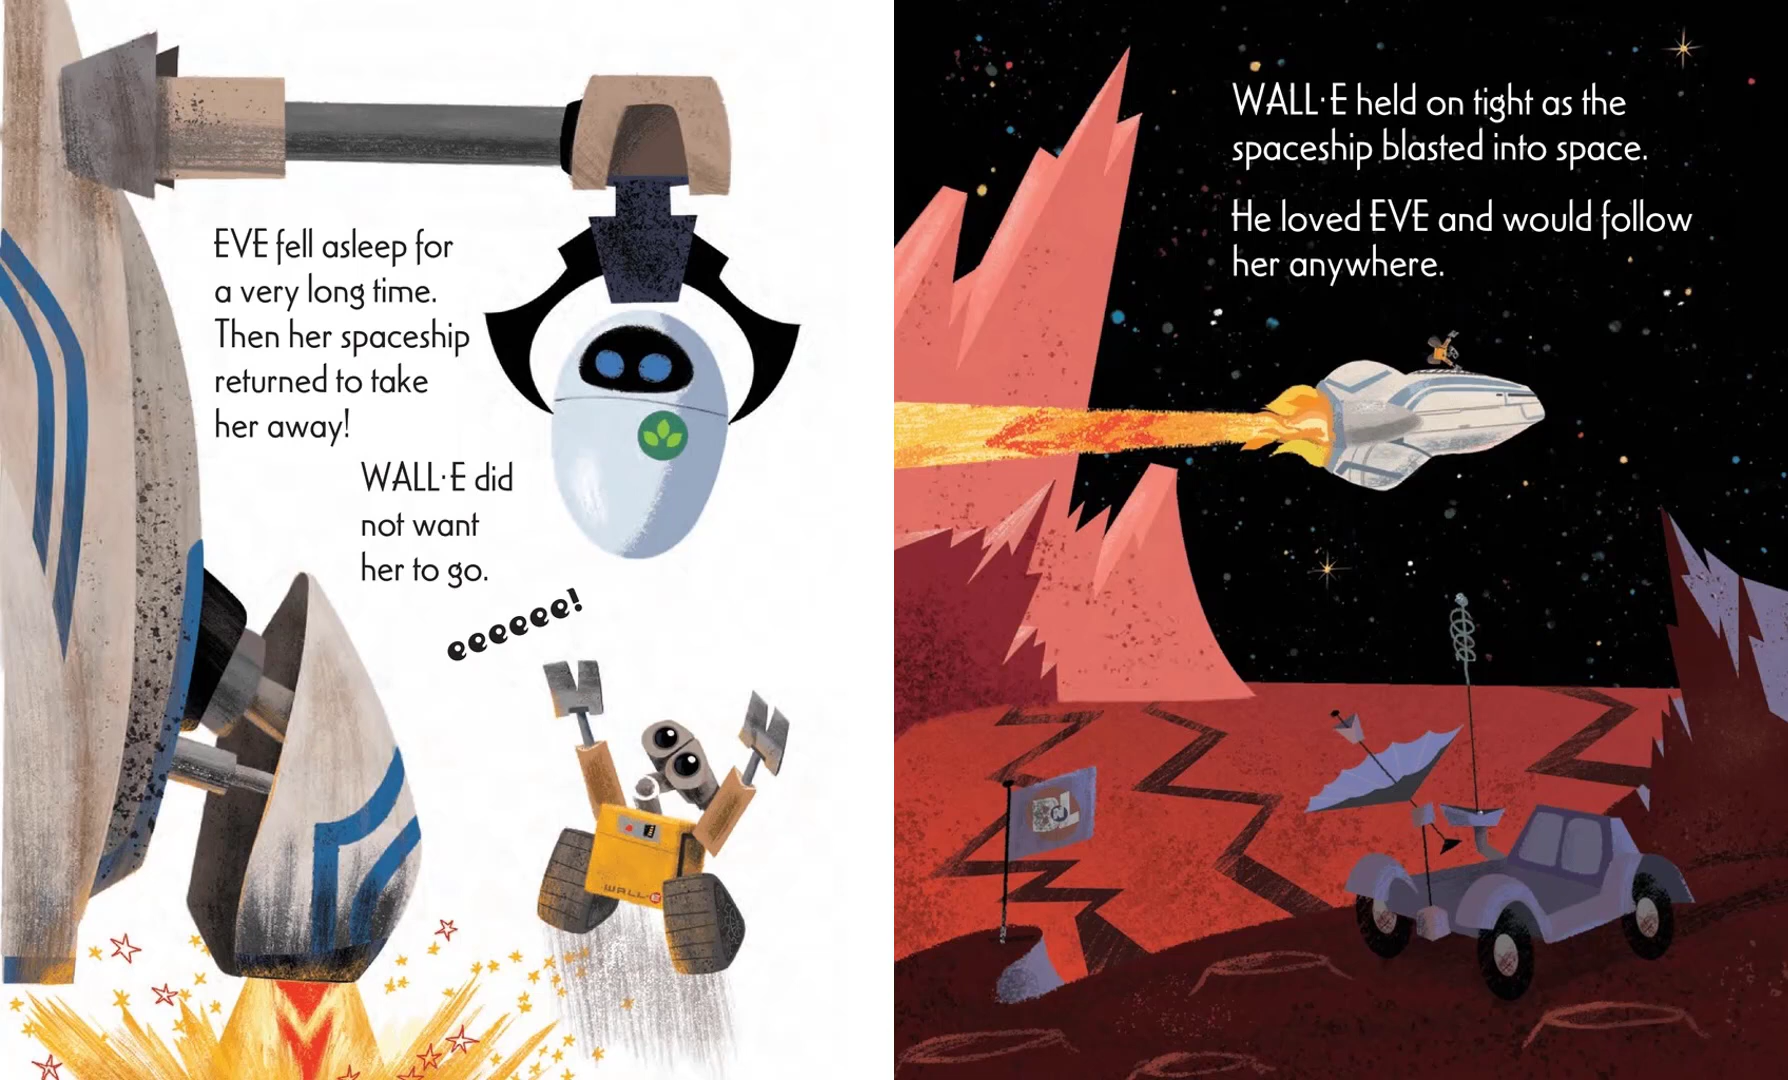 EVE fell asleep for
a very long time.
Then her spaceship
returned to take
her away!
WALL·E did
not want
her to go.
eeeeee!
WALL·E
WALL·E held on tight as the
spaceship blasted into space.
He loved EVE and would follow
her anywhere.